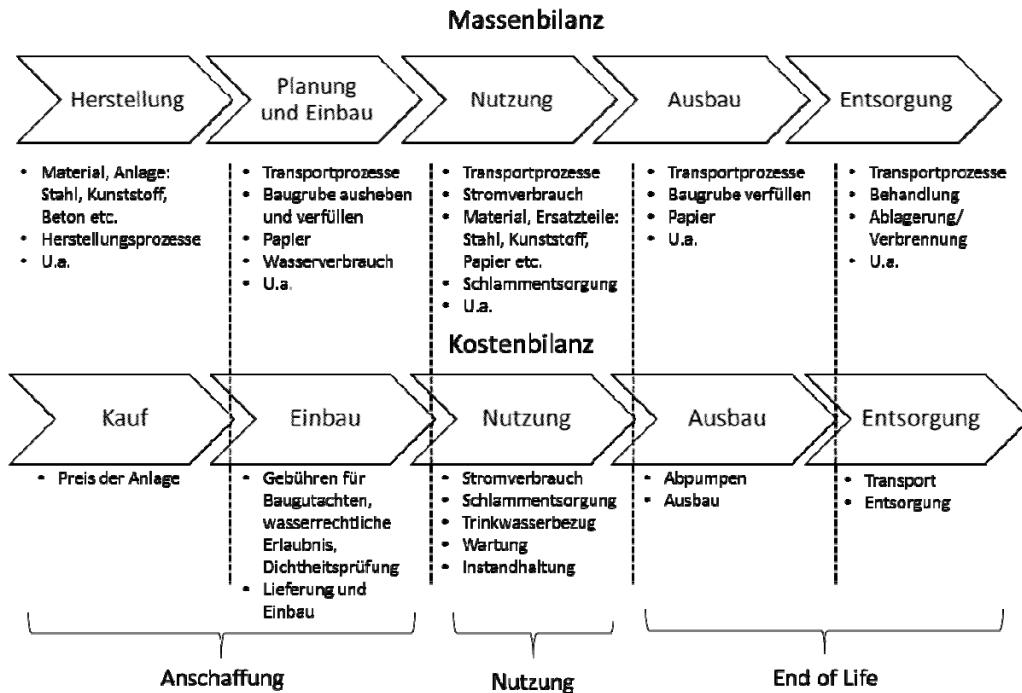 Massenbilanz
Herstellung
Planung
und Einbau
Nutzung
Ausbau
Entsorgung
• Material, Anlage:
Stahl, Kunststoff,
Beton etc.
• Herstellungsprozesse
• U.a.
• Transportprozesse
• Baugrube ausheben
und verfüllen
• Papier
• Wasserverbrauch
• U.a.
• Transportprozesse
• Stromverbrauch
• Material, Ersatzteile:
Stahl, Kunststoff,
Papier etc.
• Schlammentsorgung
• U.a.
• Transportprozesse
• Baugrube verfüllen
• Papier
• U.a.
• Transportprozesse
• Behandlung
• Ablagerung/
Verbrennung
• U.a.
Kostenbilanz
Kauf
Einbau
Nutzung
Ausbau
Entsorgung
• Preis der Anlage
• Gebühren für
Baugutachten,
wasserrechtliche
Erlaubnis,
Dichtheitsprüfung
• Lieferung und
Einbau
• Stromverbrauch
• Schlammentsorgung
• Trinkwasserbezug
• Wartung
• Instandhaltung
• Abpumpen
• Ausbau
• Transport
• Entsorgung
Anschaffung
Nutzung
End of Life